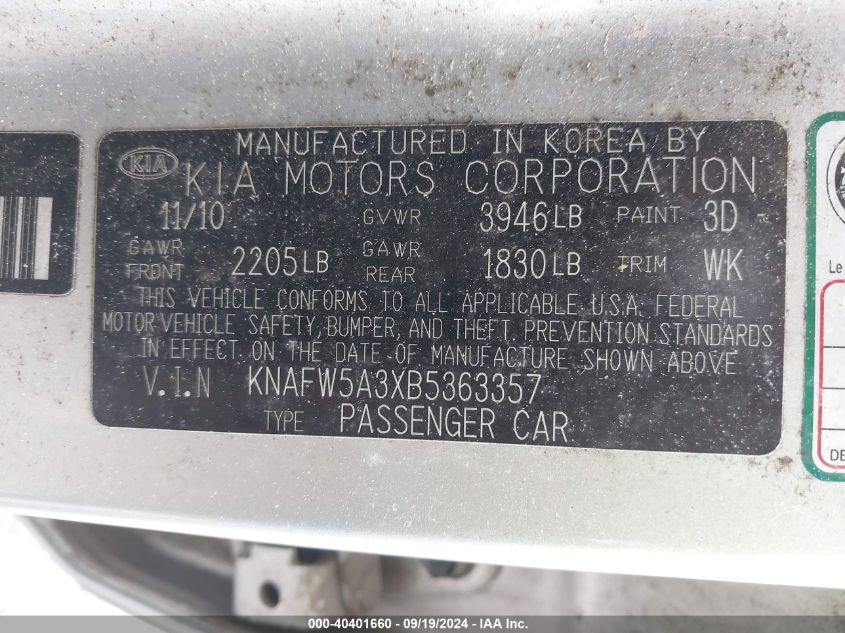 MANUFACTURED IN KOREA BY
KIA KIA MOTORS CORPORATION
11/10 GVWR 3946LB PAINT 3D
GAWR FRONT 2205LB GAWR REAR 1830LB TRIM WK
THIS VEHICLE CONFORMS TO ALL APPLICABLE U.S.A. FEDERAL
MOTOR VEHICLE SAFETY, BUMPER, AND THEFT PREVENTION STANDARDS
IN EFFECT ON THE DATE OF MANUFACTURE SHOWN ABOVE
V.I.N KNAFW5A3XB5363357
TYPE PASSENGER CAR
Le
DE
000-40401660 - 09/19/2024 - IAA Inc.